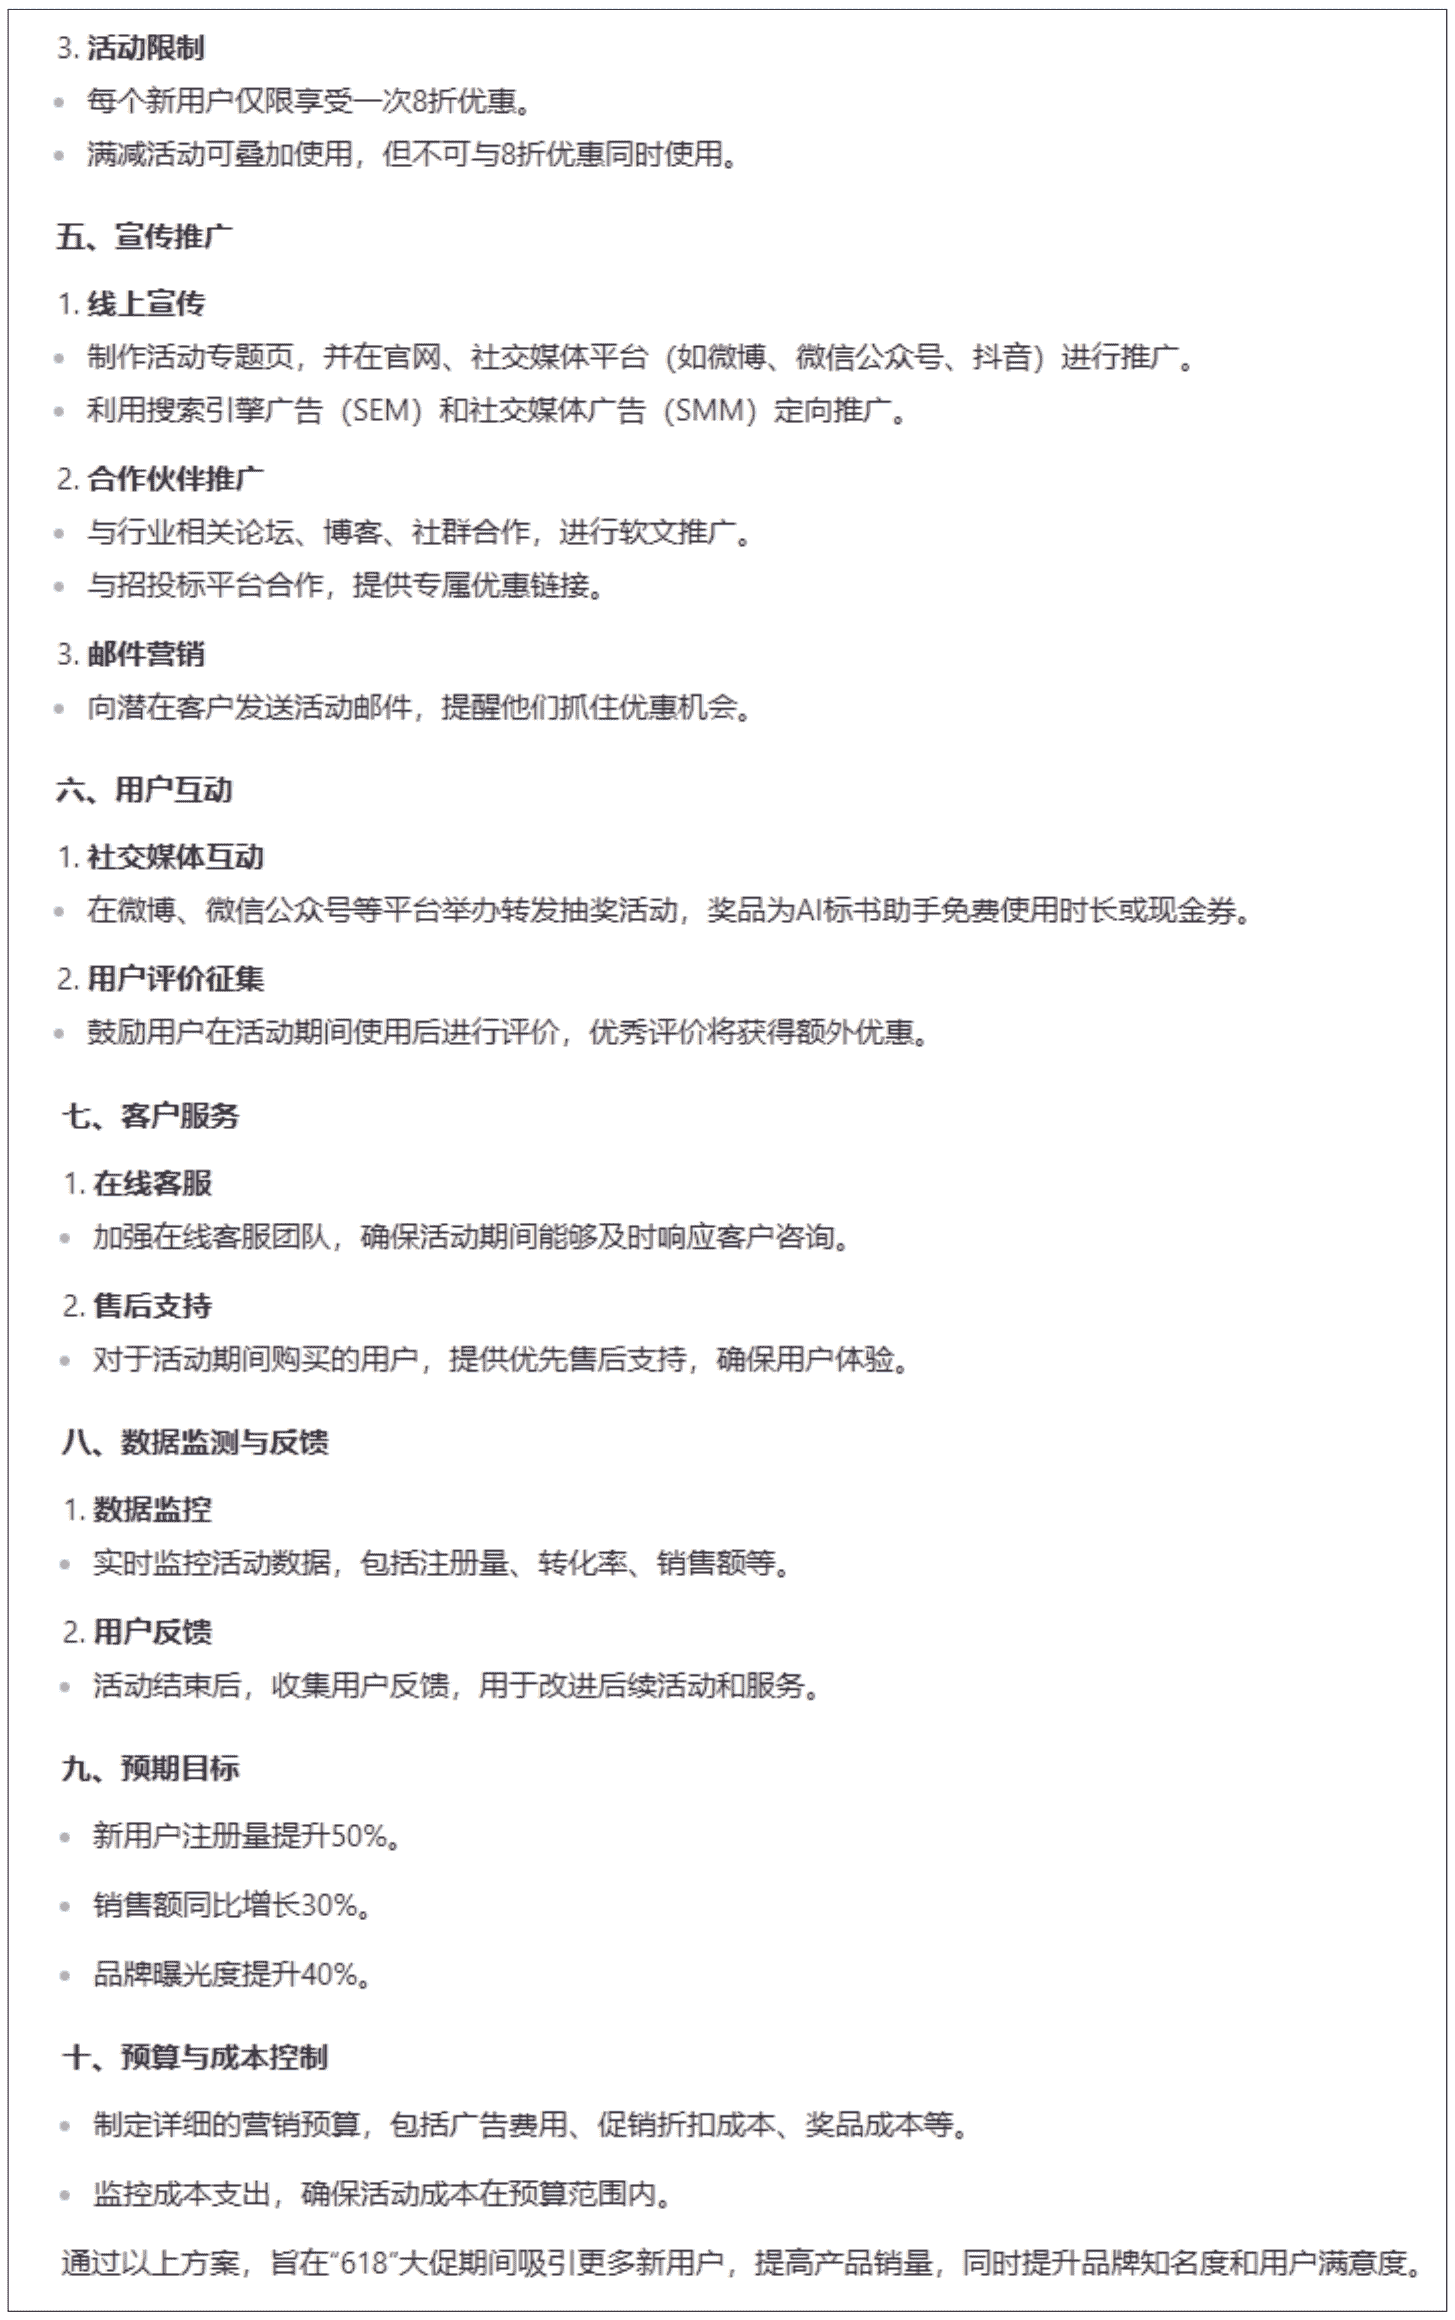 3. 活动限制
• 每个新用户仅限享受一次8折优惠。
• 满减活动可叠加使用，但不可与8折优惠同时使用。
五、宣传推广
1. 线上宣传
• 制作活动专题页，并在官网、社交媒体平台（如微博、微信公众号、抖音）进行推广。
• 利用搜索引擎广告（SEM）和社交媒体广告（SMM）定向推广。
2. 合作伙伴推广
• 与行业相关论坛、博客、社群合作，进行软文推广。
• 与招投标平台合作，提供专属优惠链接。
3. 邮件营销
• 向潜在客户发送活动邮件，提醒他们抓住优惠机会。
六、用户互动
1. 社交媒体互动
• 在微博、微信公众号等平台举办转发抽奖活动，奖品为AI标书助手免费使用时长或现金券。
2. 用户评价征集
• 鼓励用户在活动期间使用后进行评价，优秀评价将获得额外优惠。
七、客户服务
1. 在线客服
• 加强在线客服团队，确保活动期间能够及时响应客户咨询。
2. 售后支持
• 对于活动期间购买的用户，提供优先售后支持，确保用户体验。
八、数据监测与反馈
1. 数据监控
• 实时监控活动数据，包括注册量、转化率、销售额等。
2. 用户反馈
• 活动结束后，收集用户反馈，用于改进后续活动和服务。
九、预期目标
• 新用户注册量提升50%。
• 销售额同比增长30%。
• 品牌曝光度提升40%。
十、预算与成本控制
• 制定详细的营销预算，包括广告费用、促销折扣成本、奖品成本等。
• 监控成本支出，确保活动成本在预算范围内。
通过以上方案，旨在“618”大促期间吸引更多新用户，提高产品销量，同时提升品牌知名度和用户满意度。